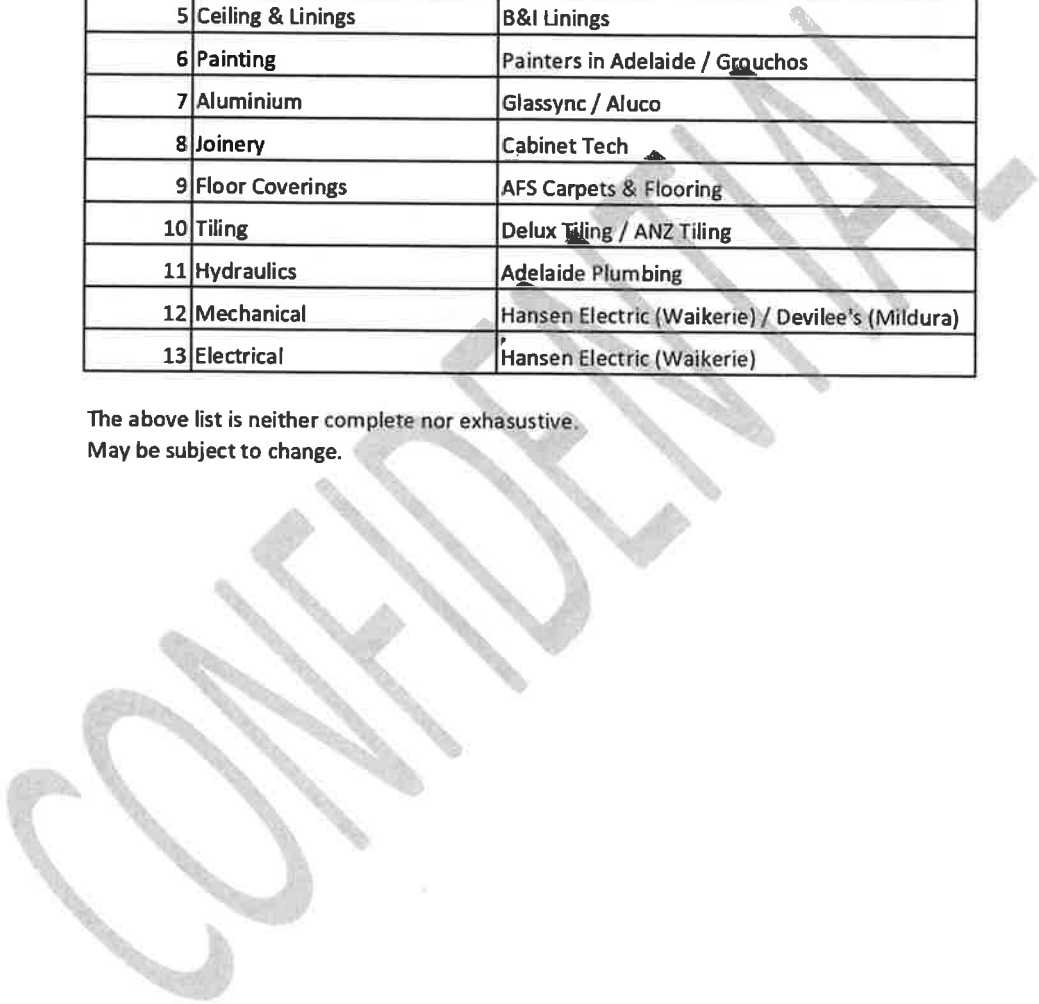 5 Ceiling & Linings B&I Linings
6 Painting Painters in Adelaide / Grouchos
7 Aluminium Glassync / Aluco
8 Joinery Cabinet Tech
9 Floor Coverings AFS Carpets & Flooring
10 Tiling Delux Tiling / ANZ Tiling
11 Hydraulics Adelaide Plumbing
12 Mechanical Hansen Electric (Waikerie) / Devilee's (Mildura)
13 Electrical Hansen Electric (Waikerie)
The above list is neither complete nor exhasustive.
May be subject to change.
CONFIDENTIAL